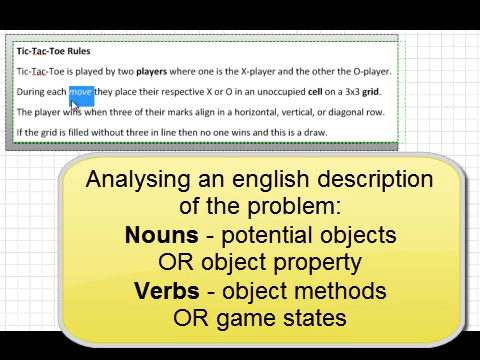 Tic-Tac-Toe Rules
Tic-Tac-Toe is played by two players where one is the X-player and the other the O-player.
During each move they place their respective X or O in an unoccupied cell on a 3x3 grid.
The player wins when three of their marks align in a horizontal, vertical, or diagonal row.
If the grid is filled without three in line then no one wins and this is a draw.
Analysing an english description
of the problem:
Nouns - potential objects
OR object property
Verbs - object methods
OR game states